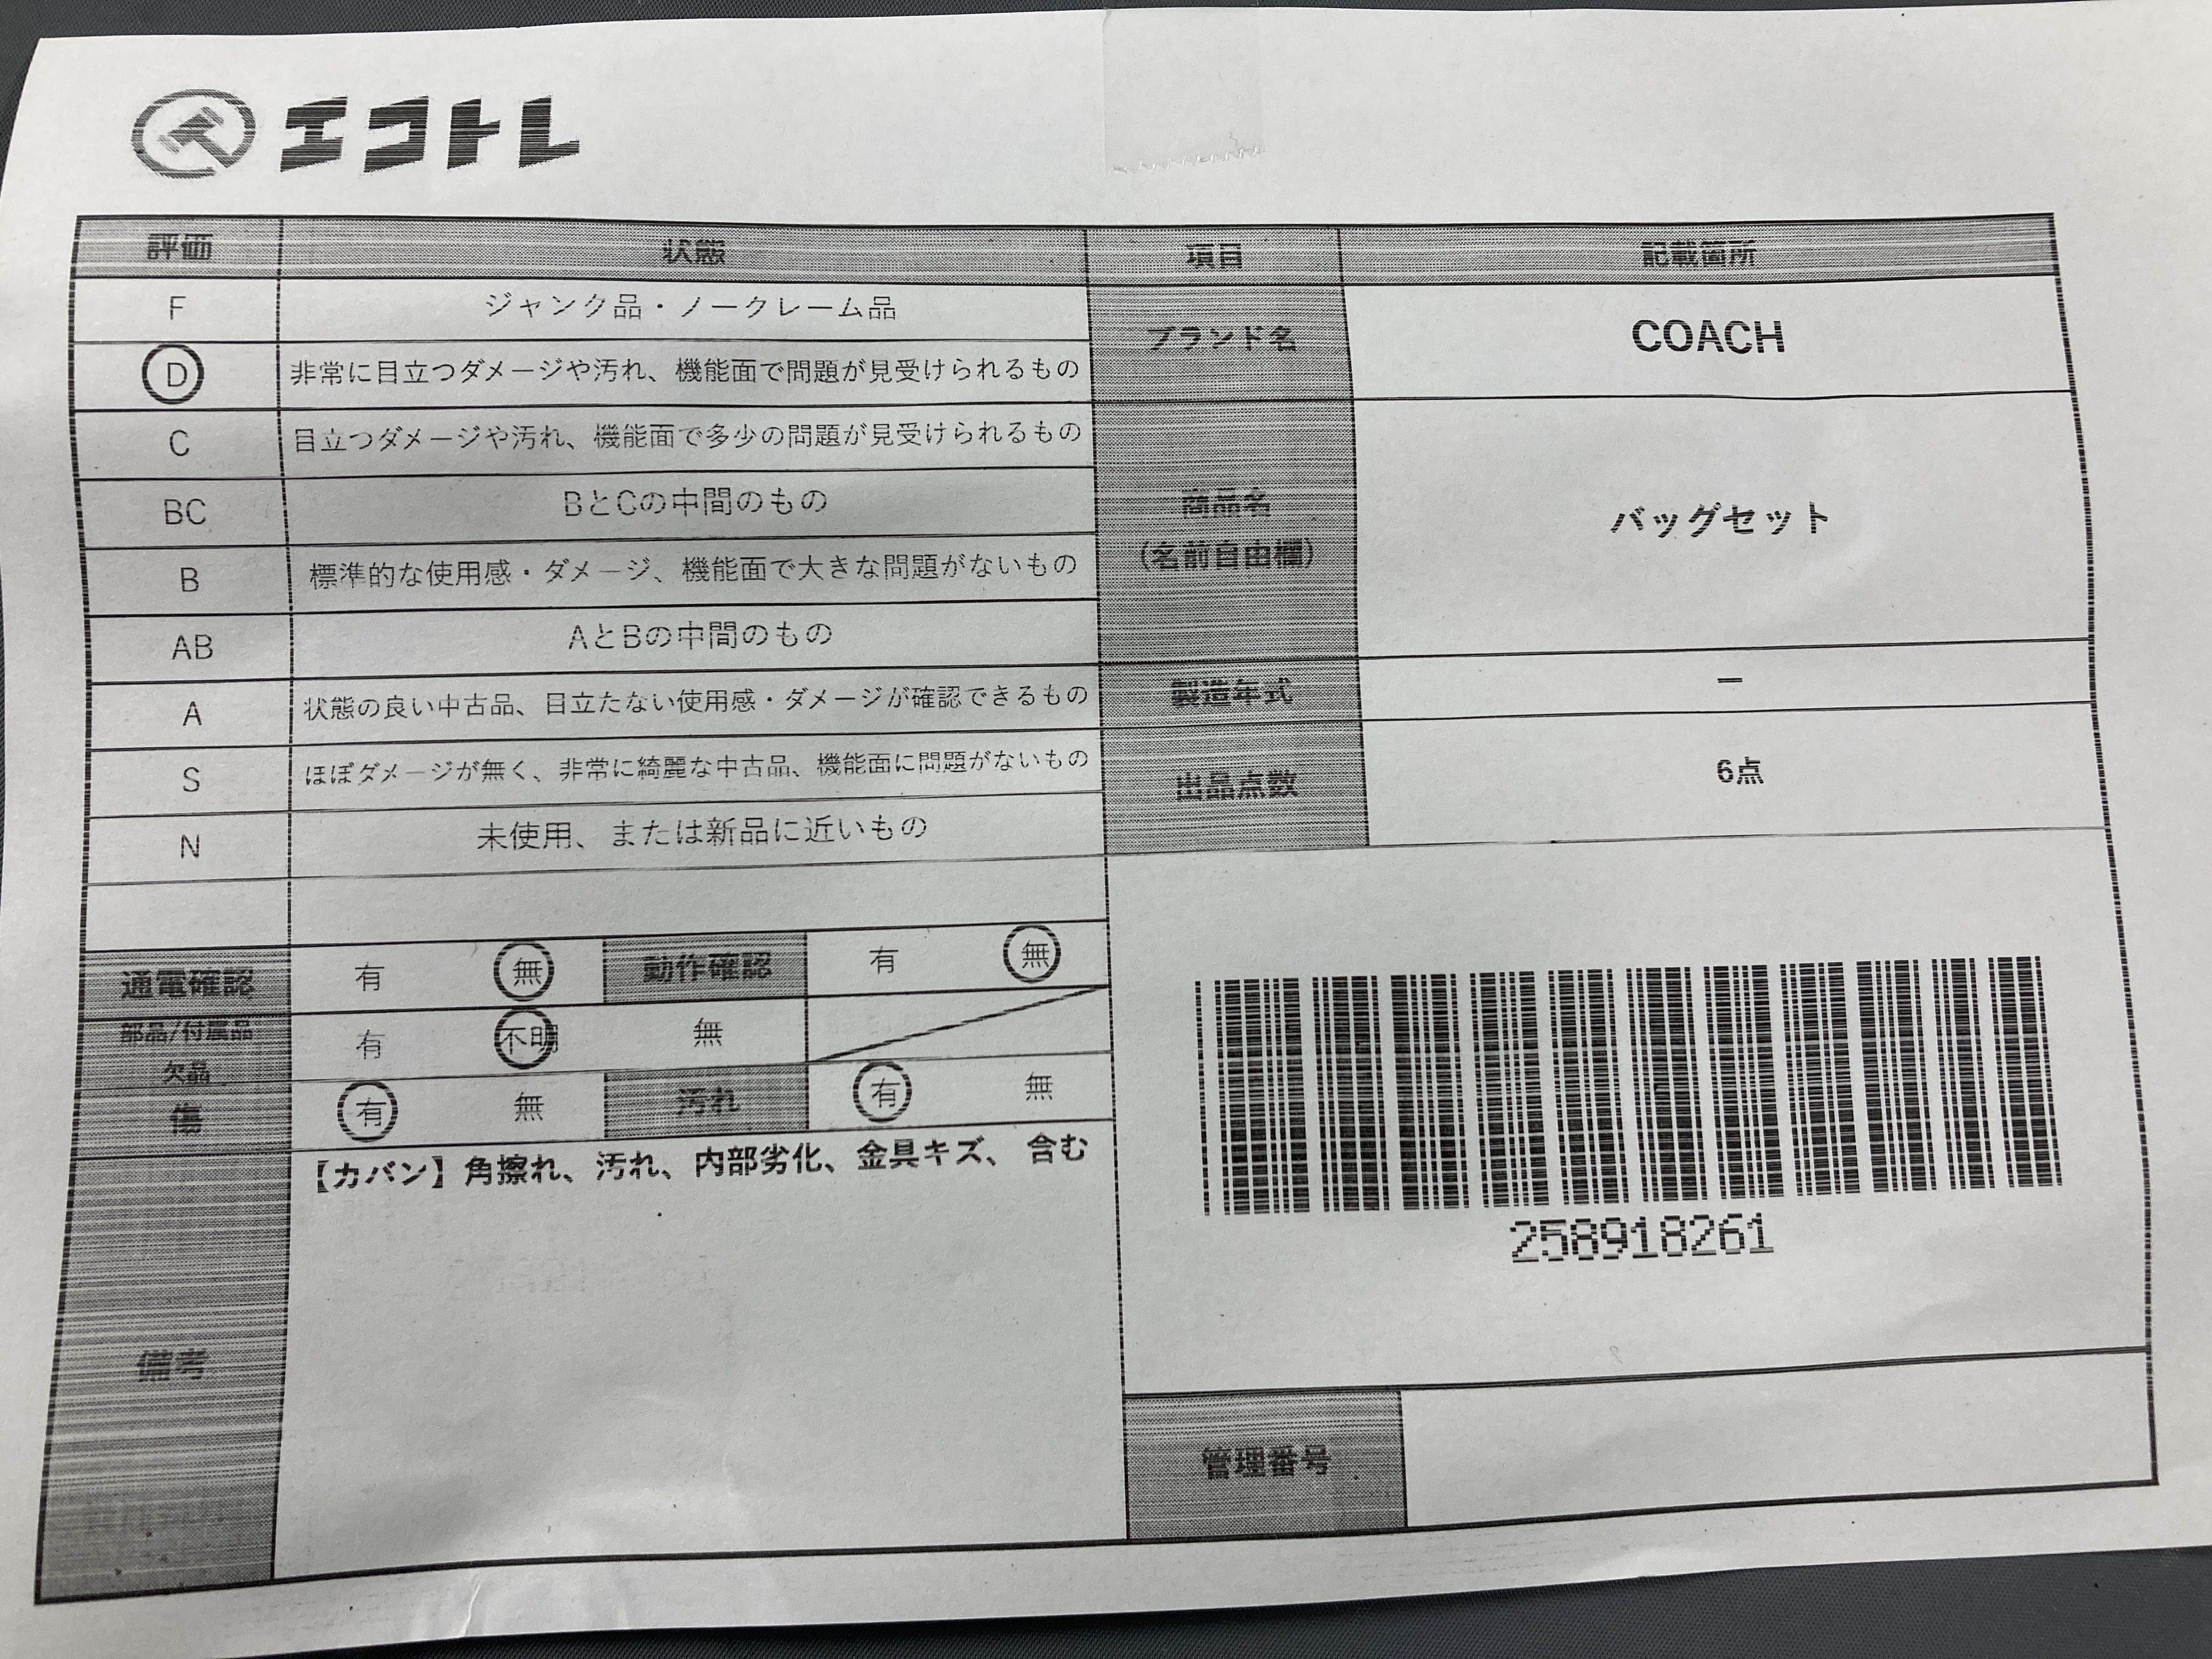 エコトレ
評価 状態 項目 記載箇所
F ジャンク品・ノークレーム品
ブランド名 COACH
D 非常に目立つダメージや汚れ、機能面で問題が見受けられるもの
C 目立つダメージや汚れ、機能面で多少の問題が見受けられるもの
BC BとCの中間のもの
商品名
(名前自由欄)
バッグセット
B 標準的な使用感・ダメージ、機能面で大きな問題がないもの
AB AとBの中間のもの
A 状態の良い中古品、目立たない使用感・ダメージが確認できるもの
製造年式 ー
S ほぼダメージが無く、非常に綺麗な中古品、機能面に問題がないもの
出品点数 6点
N 未使用、または新品に近いもの
通電確認 有 無 動作確認 有 無
部品/付属品
欠品
有 不明 無
傷 有 無 汚れ 有 無
備考
【カバン】角擦れ、汚れ、内部劣化、金具キズ、 含む
258918261
管理番号